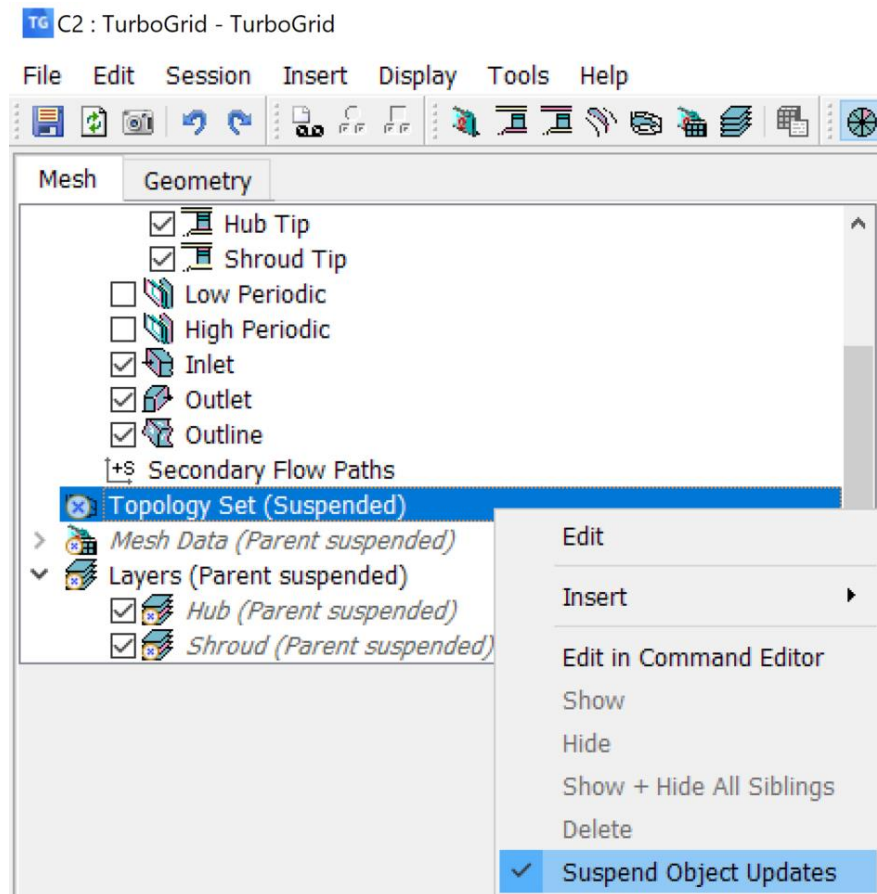 TG C2 : TurboGrid - TurboGrid
File Edit Session Insert Display Tools Help
Mesh Geometry
Hub Tip
Shroud Tip
Low Periodic
High Periodic
Inlet
Outlet
Outline
+S Secondary Flow Paths
Topology Set (Suspended)
Mesh Data (Parent suspended)
Layers (Parent suspended)
Hub (Parent suspended)
Shroud (Parent suspended)
Edit
Insert
Edit in Command Editor
Show
Hide
Show + Hide All Siblings
Delete
Suspend Object Updates